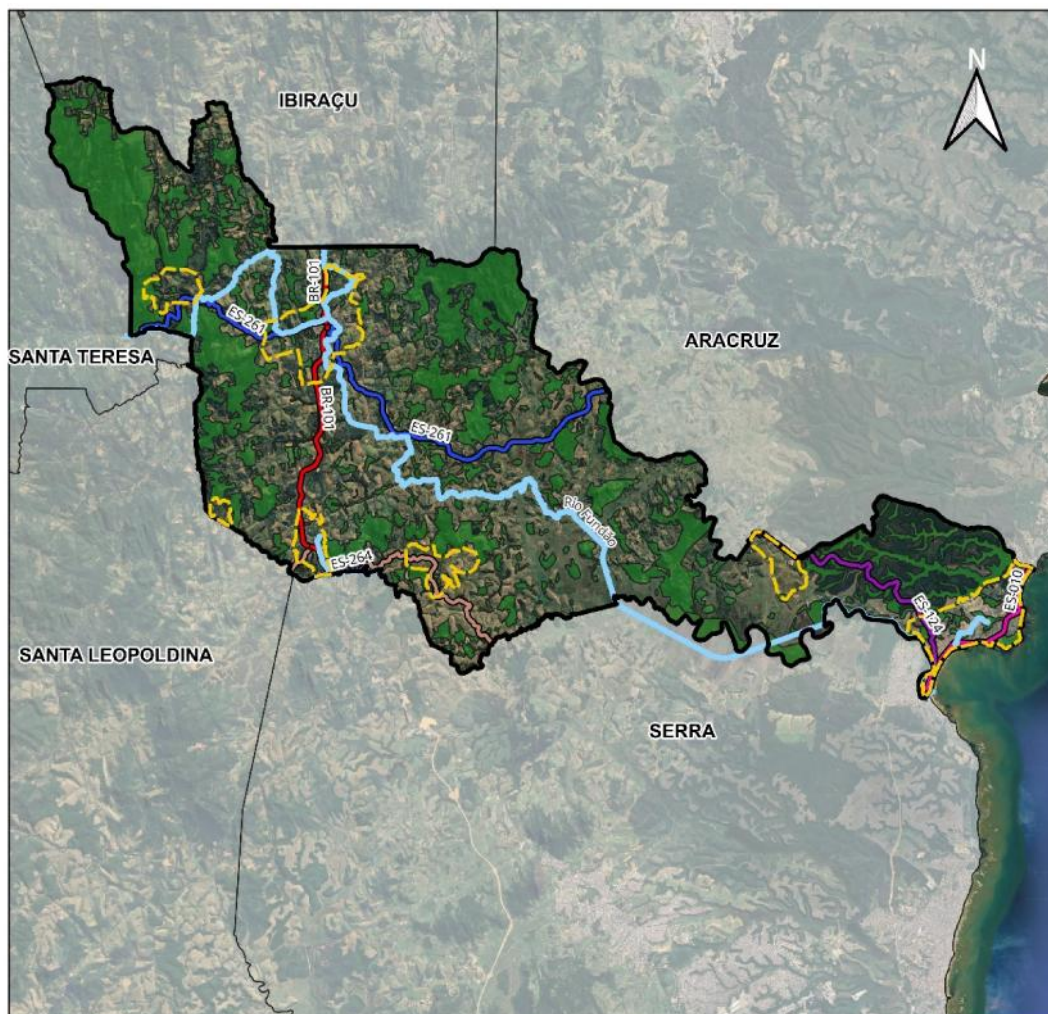 N
IBIRAÇU
BR-101
ES-261
ARACRUZ
SANTA TERESA
BR-101
ES-261
Rio Fundão
ES-264
ES-010
ES-124
SANTA LEOPOLDINA
SERRA